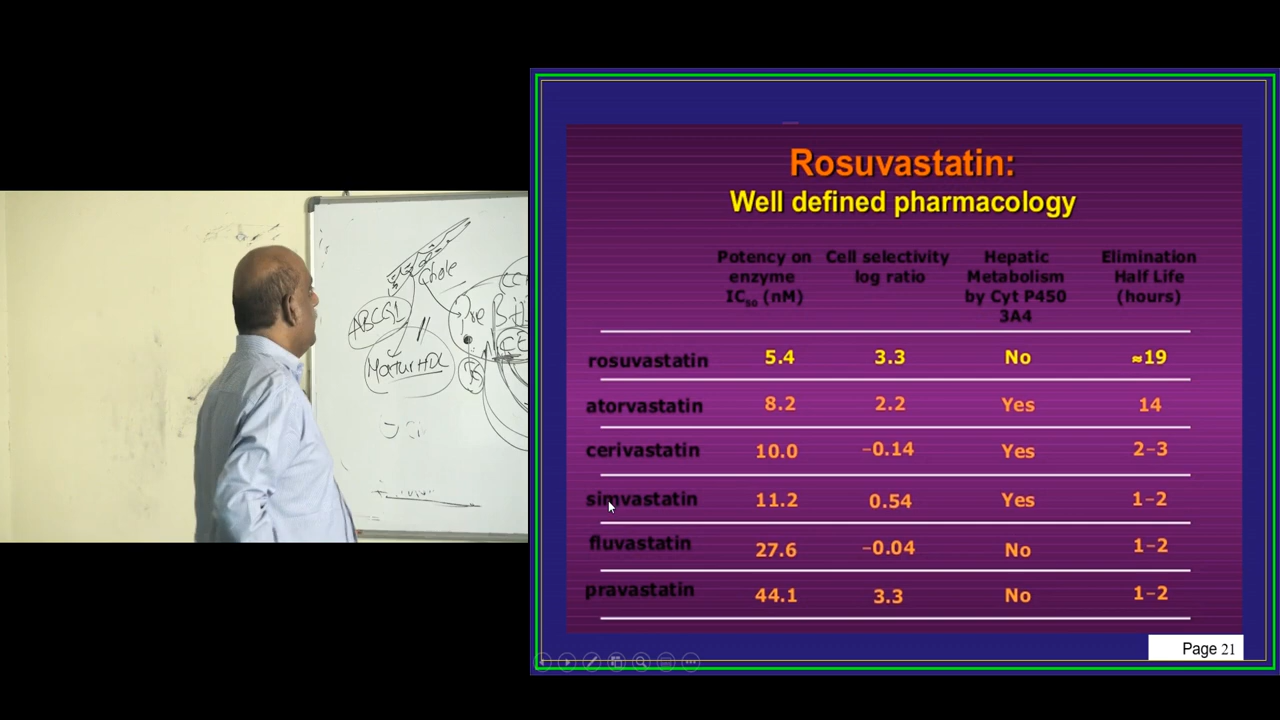 Chole
ABCG1
Pre
Rosuvastatin:
Well defined pharmacology
Potency on enzyme IC50 (nM)
Cell selectivity log ratio
Hepatic Metabolism by Cyt P450 3A4
Elimination Half Life (hours)
rosuvastatin 5.4 3.3 No ≈19
atorvastatin 8.2 2.2 Yes 14
cerivastatin 10.0 −0.14 Yes 2−3
simvastatin 11.2 0.54 Yes 1−2
fluvastatin 27.6 −0.04 No 1−2
pravastatin 44.1 3.3 No 1−2
Page 21